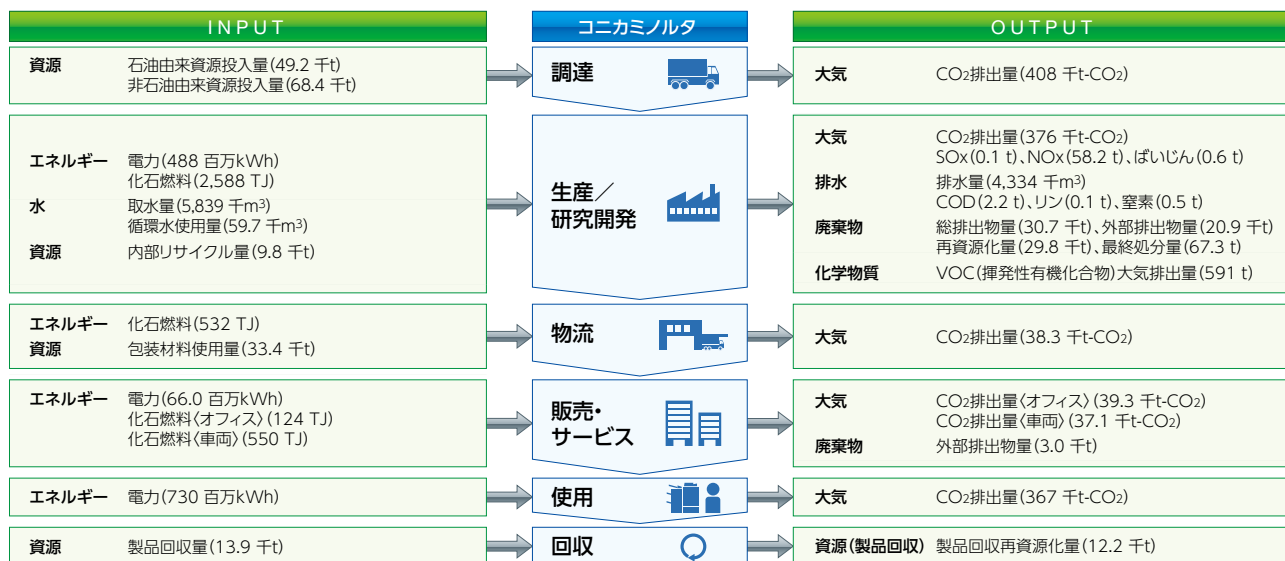 INPUT
コニカミノルタ
OUTPUT
資源 石油由来資源投入量(49.2 千t)
非石油由来資源投入量(68.4 千t)
調達
大気 CO2排出量(408 千t-CO2)
エネルギー 電力(488 百万kWh)
化石燃料(2,588 TJ)
水 取水量(5,839 千m³)
循環水使用量(59.7 千m³)
資源 内部リサイクル量(9.8 千t)
生産／
研究開発
大気 CO2排出量(376 千t-CO2)
SOx(0.1 t)、NOx(58.2 t)、ばいじん(0.6 t)
排水 排水量(4,334 千m³)
COD(2.2 t)、リン(0.1 t)、窒素(0.5 t)
廃棄物 総排出物量(30.7 千t)、外部排出物量(20.9 千t)
再資源化量(29.8 千t)、最終処分量(67.3 t)
化学物質 VOC(揮発性有機化合物)大気排出量(591 t)
エネルギー 化石燃料(532 TJ)
資源 包装材料使用量(33.4 千t)
物流
大気 CO2排出量(38.3 千t-CO2)
エネルギー 電力(66.0 百万kWh)
化石燃料〈オフィス〉(124 TJ)
化石燃料〈車両〉(550 TJ)
販売・
サービス
大気 CO2排出量〈オフィス〉(39.3 千t-CO2)
CO2排出量〈車両〉(37.1 千t-CO2)
廃棄物 外部排出物量(3.0 千t)
エネルギー 電力(730 百万kWh)
使用
大気 CO2排出量(367 千t-CO2)
資源 製品回収量(13.9 千t)
回収
資源(製品回収) 製品回収再資源化量(12.2 千t)